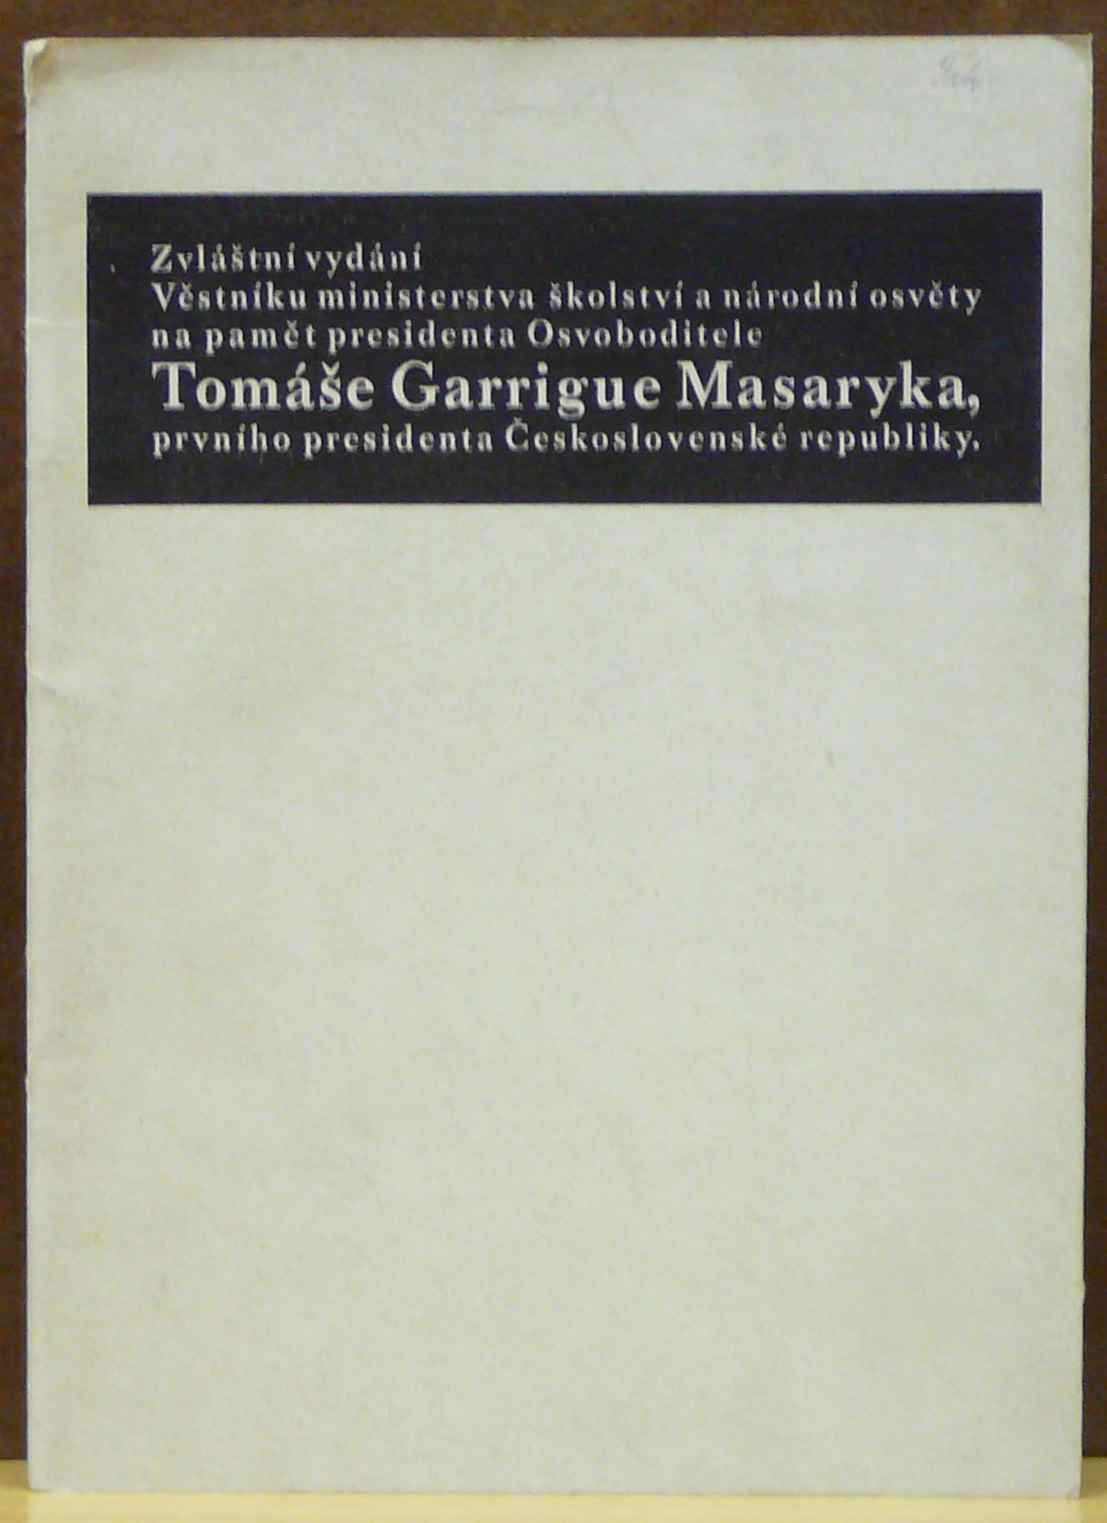 Zvláštní vydání
Věstníku ministerstva školství a národní osvěty
na pamět presidenta Osvoboditele
Tomáše Garrigue Masaryka,
prvního presidenta Československé republiky.